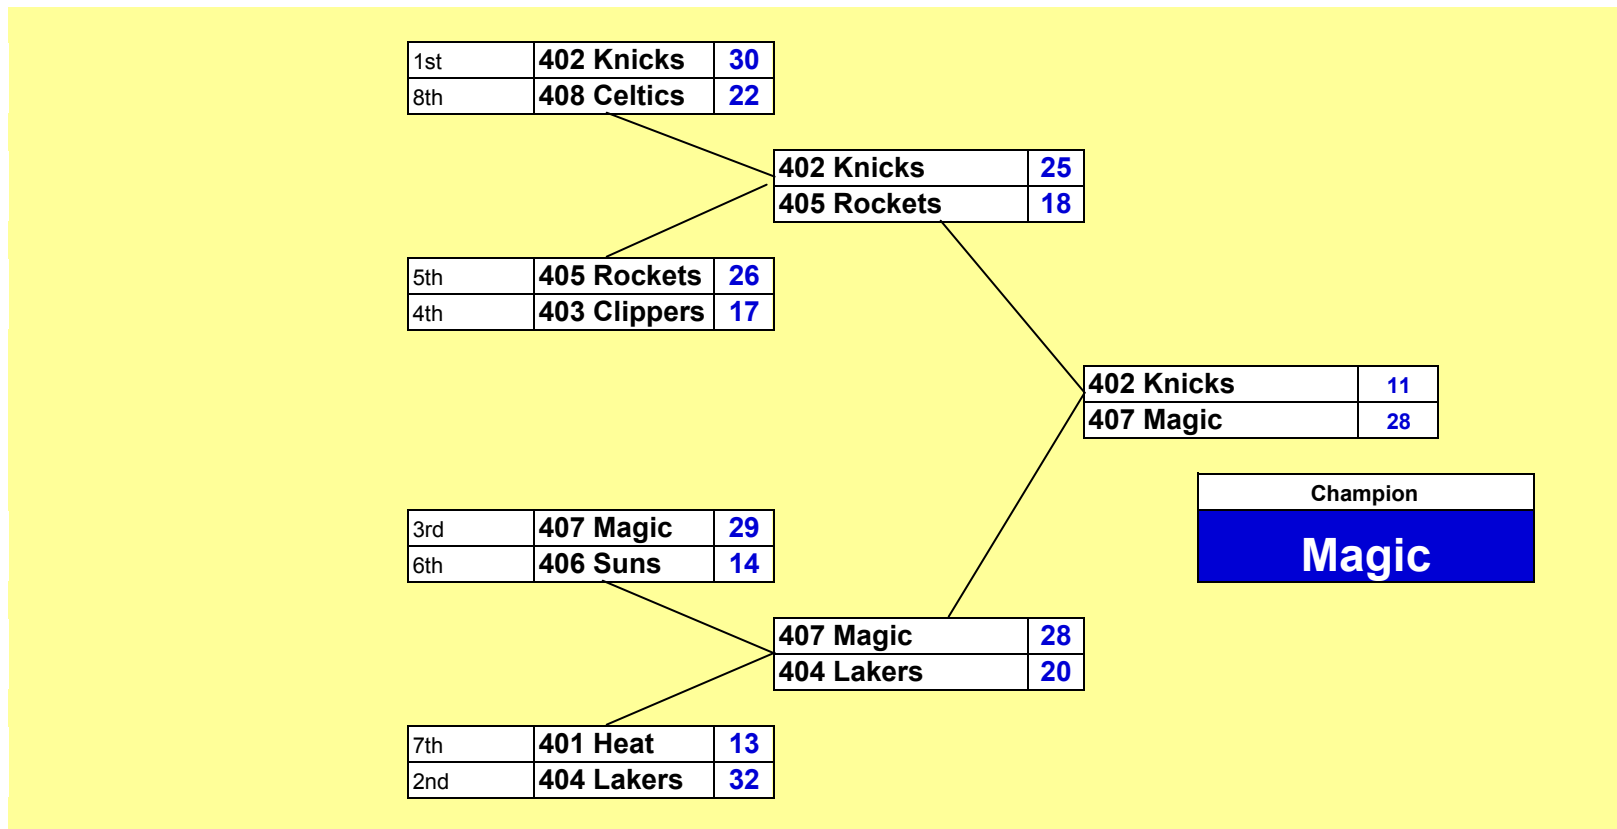 1st 402 Knicks 30
8th 408 Celtics 22
402 Knicks 25
405 Rockets 18
5th 405 Rockets 26
4th 403 Clippers 17
402 Knicks 11
407 Magic 28
Champion
Magic
3rd 407 Magic 29
6th 406 Suns 14
407 Magic 28
404 Lakers 20
7th 401 Heat 13
2nd 404 Lakers 32